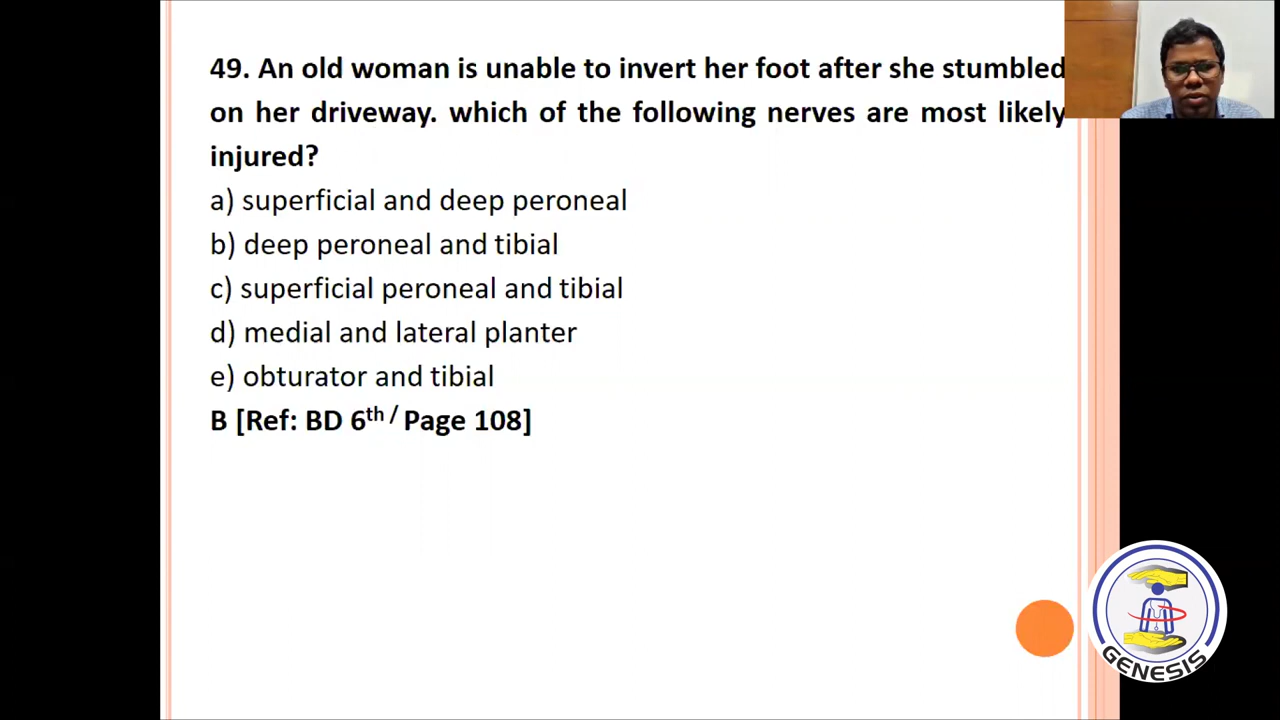 49. An old woman is unable to invert her foot after she stumbled
on her driveway. which of the following nerves are most likely
injured?
a) superficial and deep peroneal
b) deep peroneal and tibial
c) superficial peroneal and tibial
d) medial and lateral planter
e) obturator and tibial
B [Ref: BD 6th / Page 108]
GENESIS